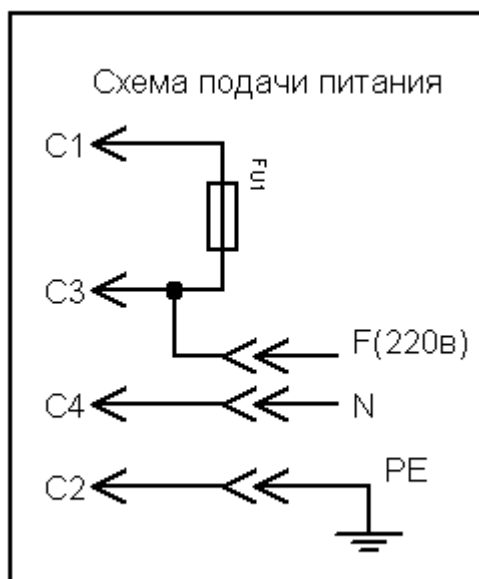 Схема подачи питания
C1
FU1
C3
F(220в)
C4
N
C2
PE